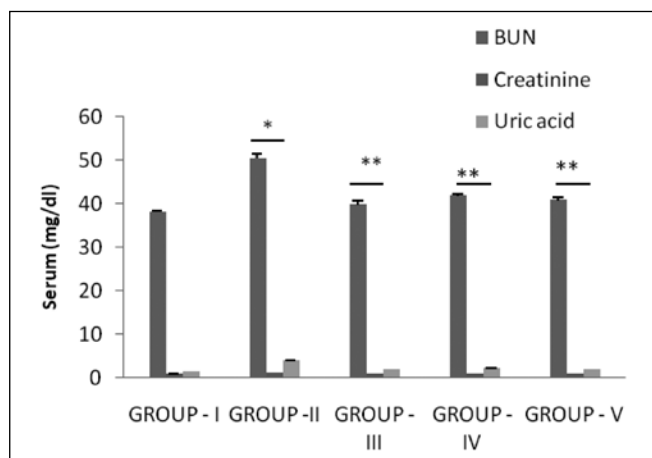 BUN
Creatinine
Uric acid
Serum (mg/dl)
60
50
40
30
20
10
0
*
**
**
**
GROUP - I GROUP -II GROUP - GROUP - GROUP - V
III IV